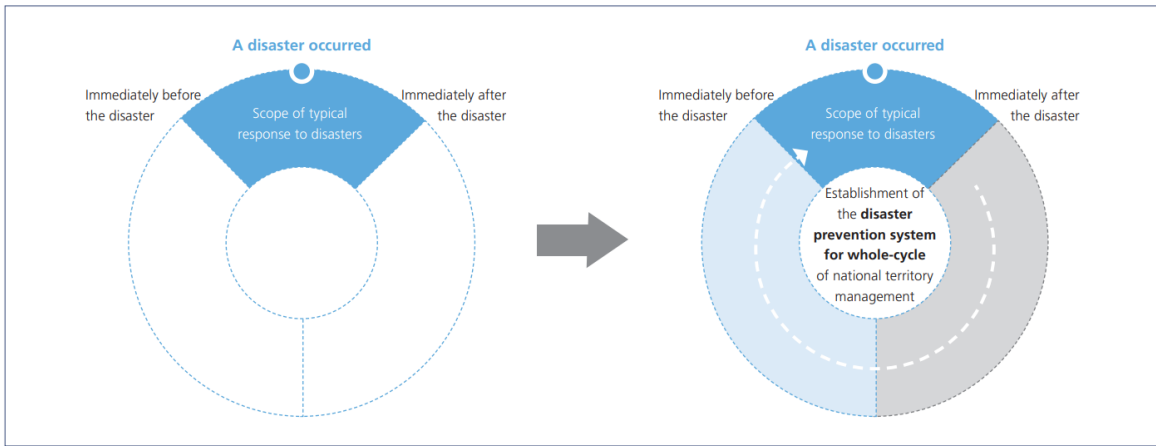 A disaster occurred
Immediately before
the disaster
Scope of typical
response to disasters
Immediately after
the disaster
A disaster occurred
Immediately before
the disaster
Scope of typical
response to disasters
Immediately after
the disaster
Establishment of
the disaster
prevention system
for whole-cycle
of national territory
management